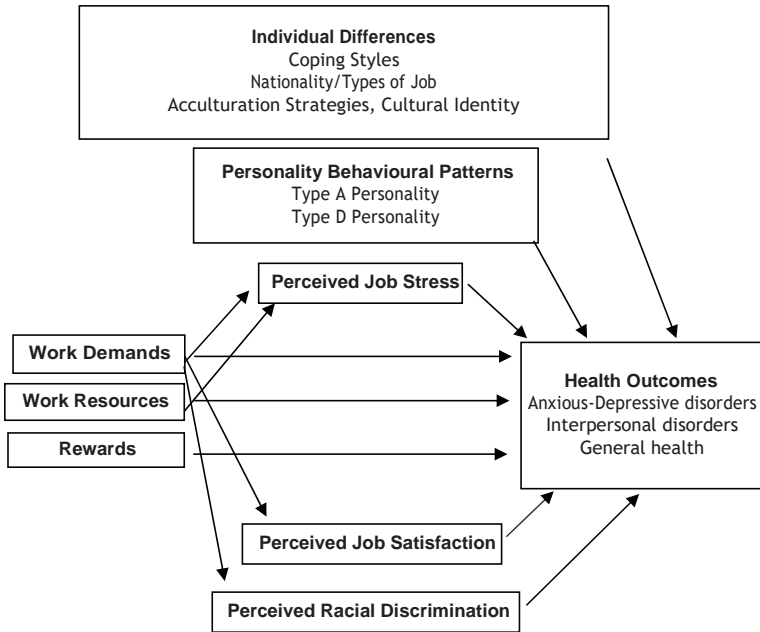 Individual Differences
Coping Styles
Nationality/Types of Job
Acculturation Strategies, Cultural Identity
Personality Behavioural Patterns
Type A Personality
Type D Personality
Perceived Job Stress
Work Demands
Work Resources
Rewards
Health Outcomes
Anxious-Depressive disorders
Interpersonal disorders
General health
Perceived Job Satisfaction
Perceived Racial Discrimination